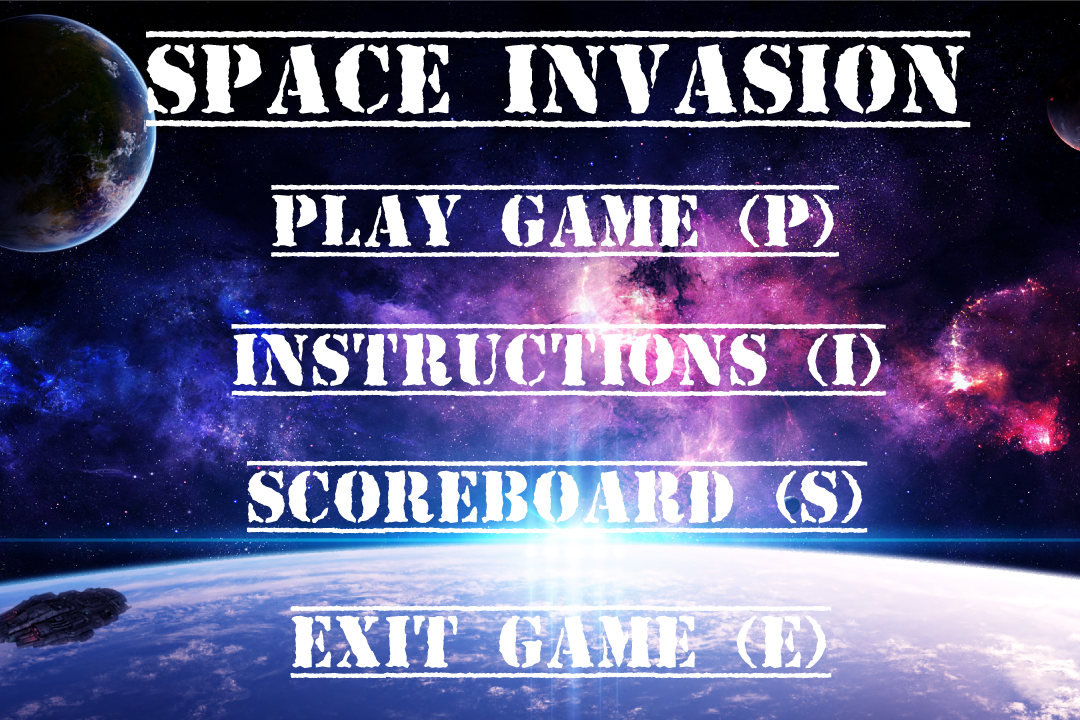 SPACE INVASION
PLAY GAME (P)
INSTRUCTIONS (I)
SCOREBOARD (S)
EXIT GAME (E)